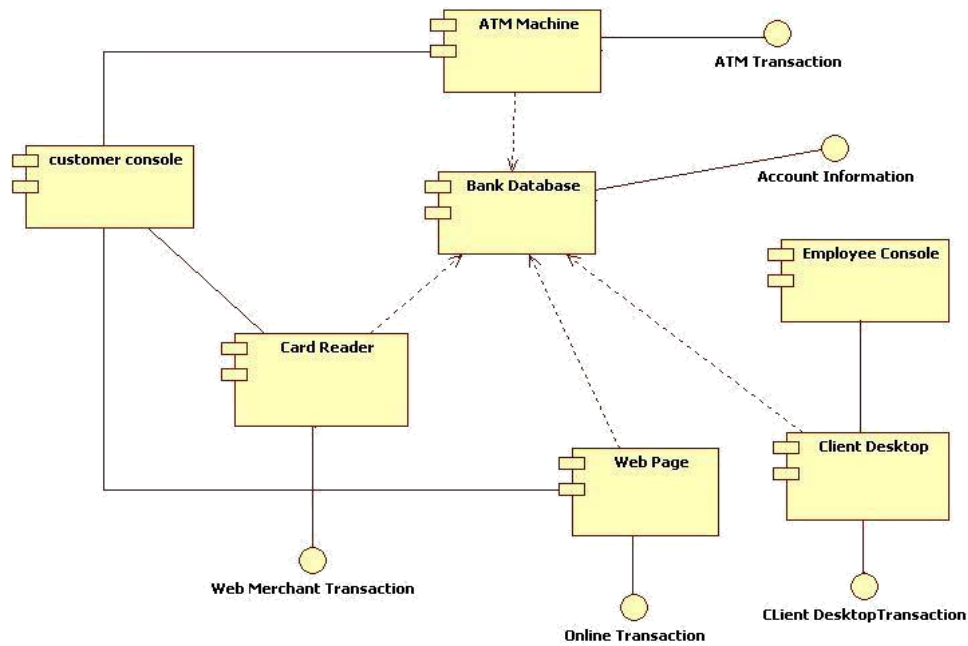 ATM Machine
ATM Transaction
customer console
Bank Database
Account Information
Employee Console
Card Reader
Client Desktop
Web Page
Web Merchant Transaction
CLient DesktopTransaction
Online Transaction